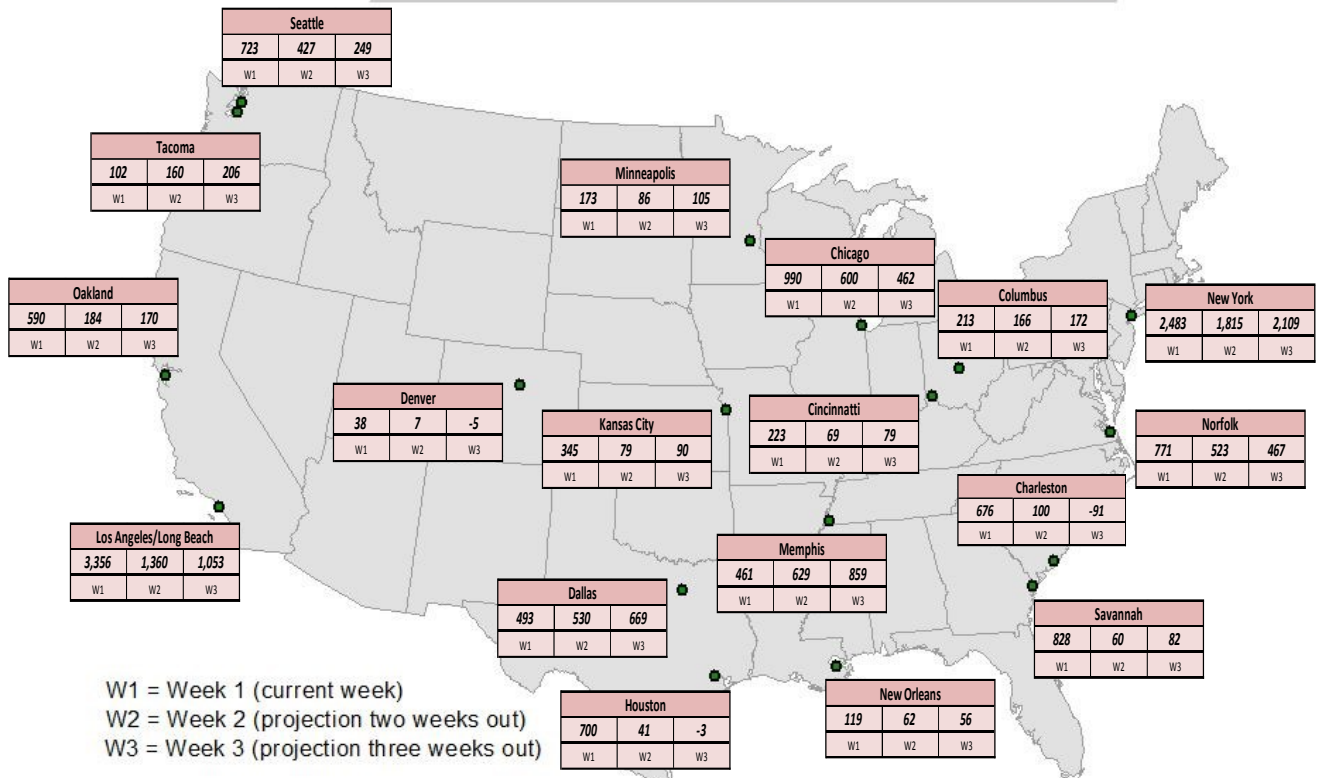 Seattle
723 427 249
W1 W2 W3
Tacoma
102 160 206
W1 W2 W3
Minneapolis
173 86 105
W1 W2 W3
Chicago
990 600 462
W1 W2 W3
Oakland
590 184 170
W1 W2 W3
Columbus
213 166 172
W1 W2 W3
New York
2,483 1,815 2,109
W1 W2 W3
Denver
38 7 -5
W1 W2 W3
Kansas City
345 79 90
W1 W2 W3
Cincinnatti
223 69 79
W1 W2 W3
Norfolk
771 523 467
W1 W2 W3
Charleston
676 100 -91
W1 W2 W3
Los Angeles/Long Beach
3,356 1,360 1,053
W1 W2 W3
Memphis
461 629 859
W1 W2 W3
Dallas
493 530 669
W1 W2 W3
Savannah
828 60 82
W1 W2 W3
New Orleans
119 62 56
W1 W2 W3
Houston
700 41 -3
W1 W2 W3
W1 = Week 1 (current week)
W2 = Week 2 (projection two weeks out)
W3 = Week 3 (projection three weeks out)